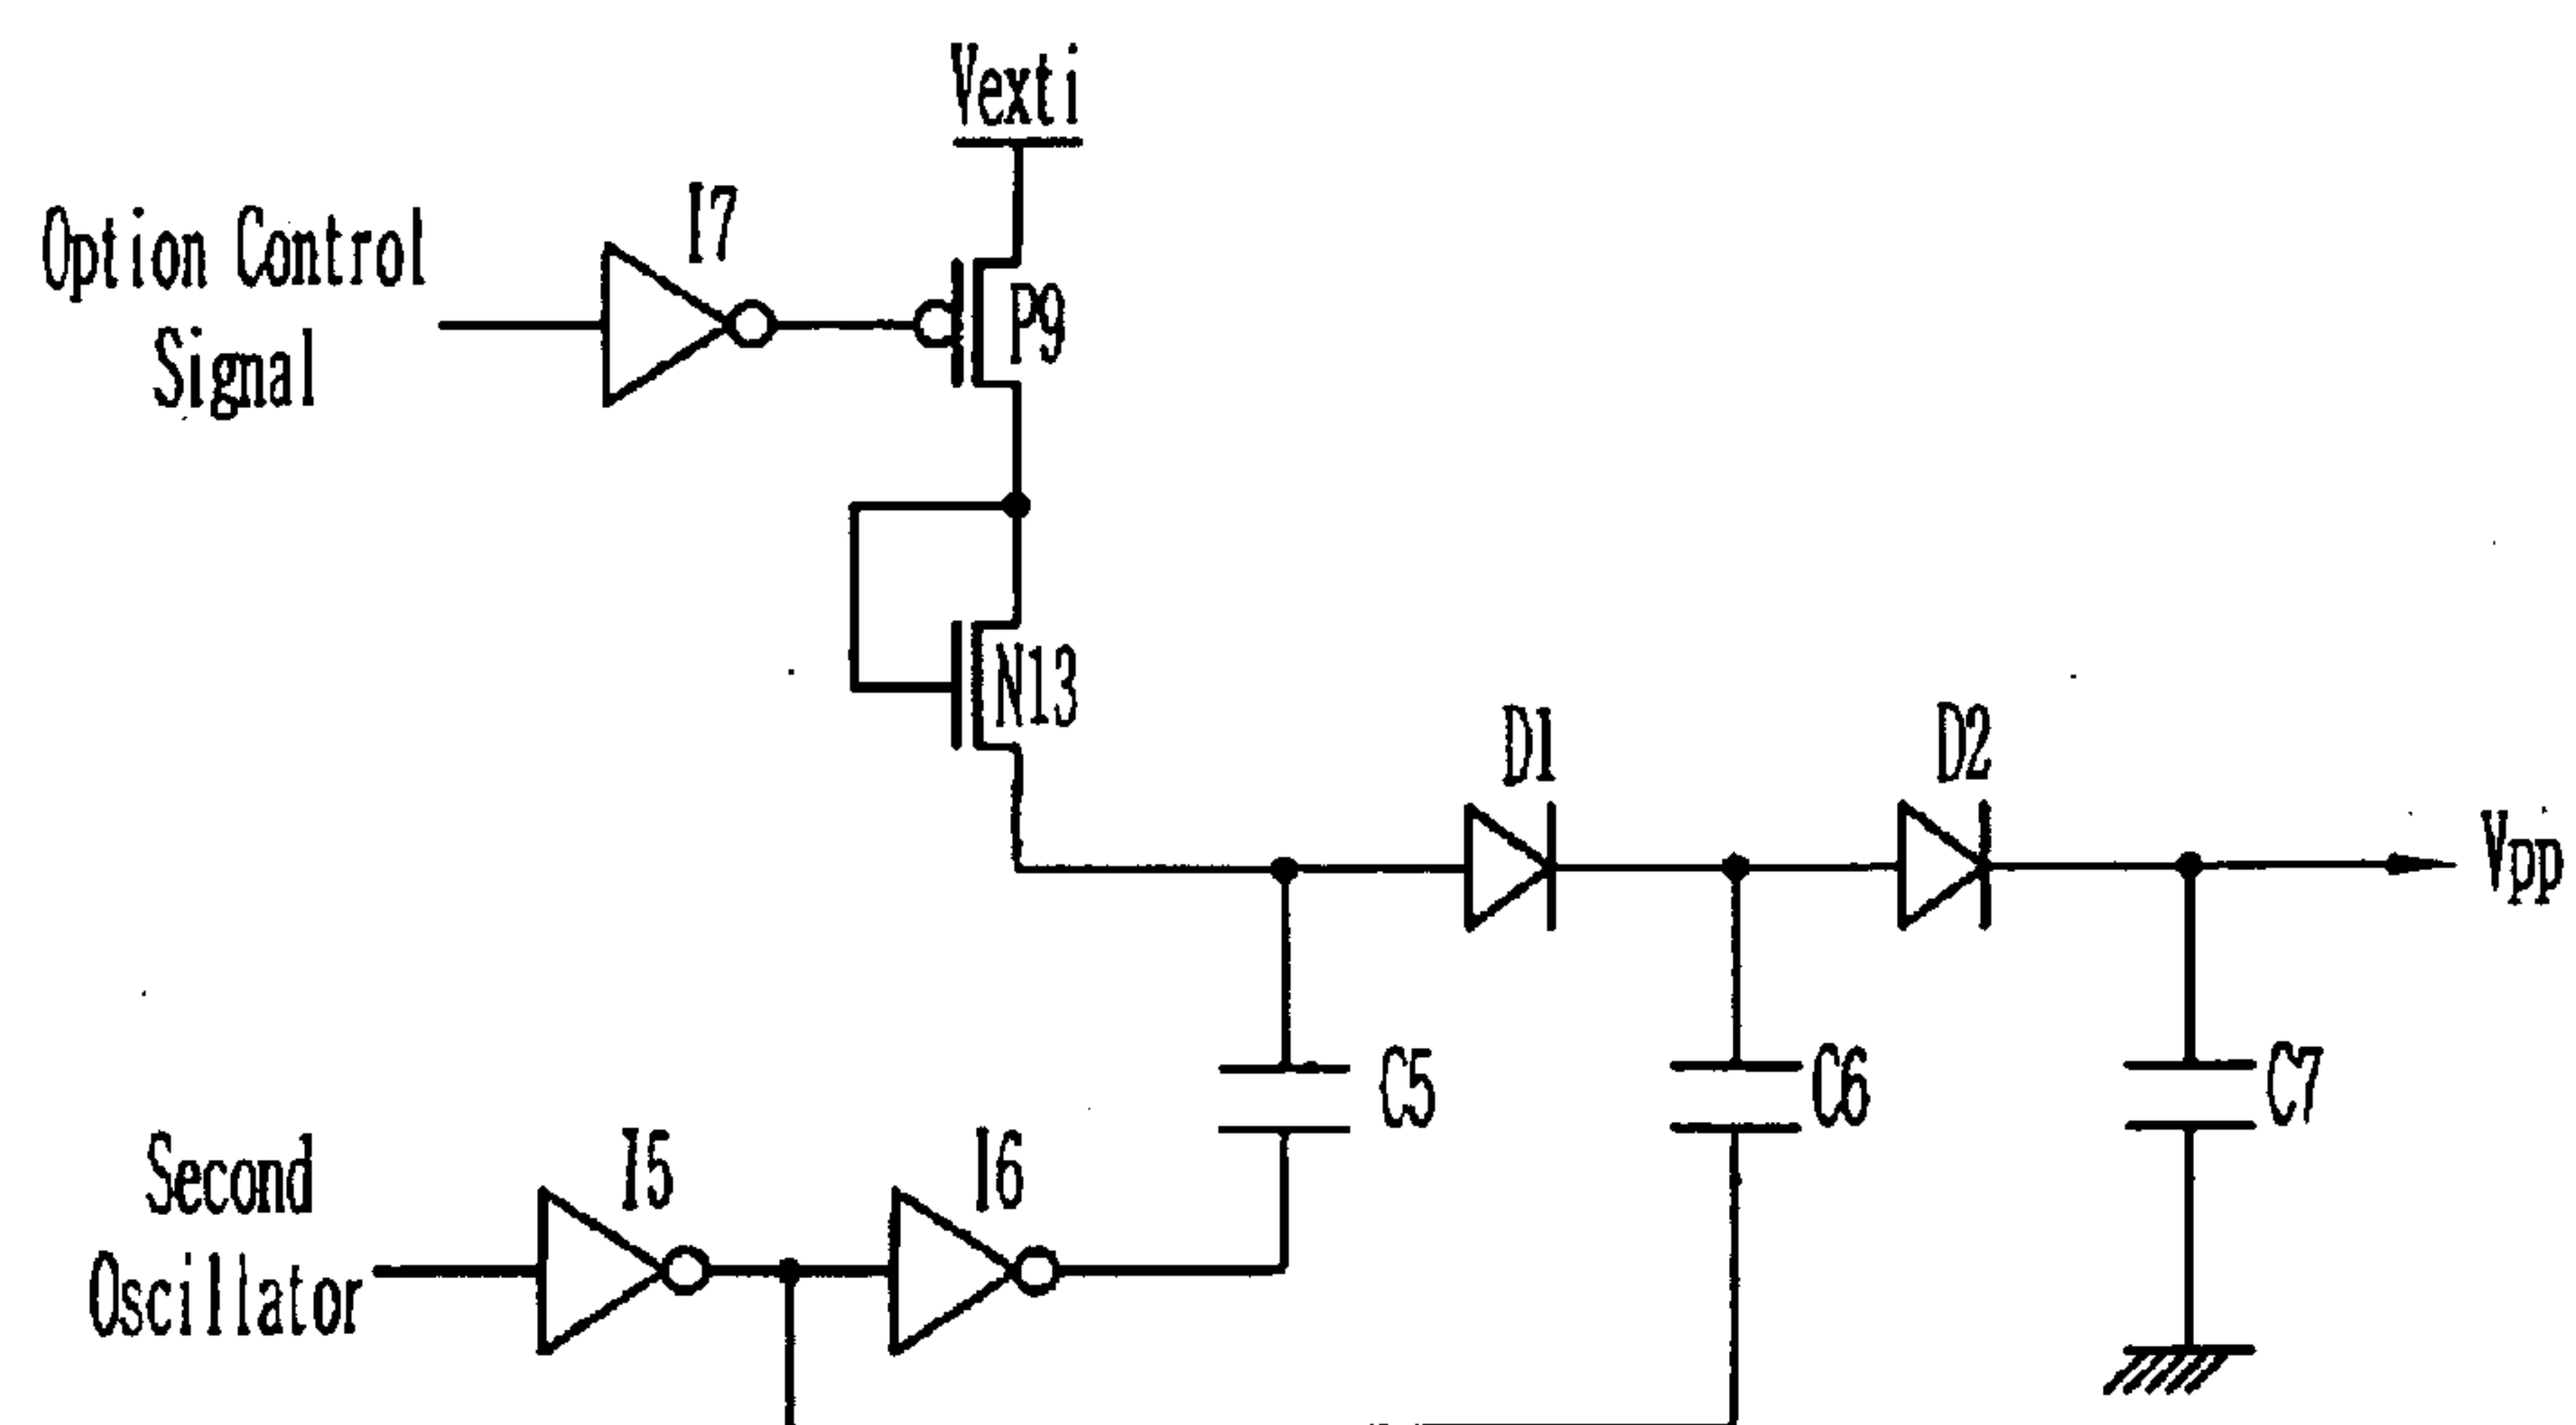 Vexti
I7
Option Control
Signal
P9
N13
D1
D2
Vpp
C5
C6
C7
Second
Oscillator
I5
I6